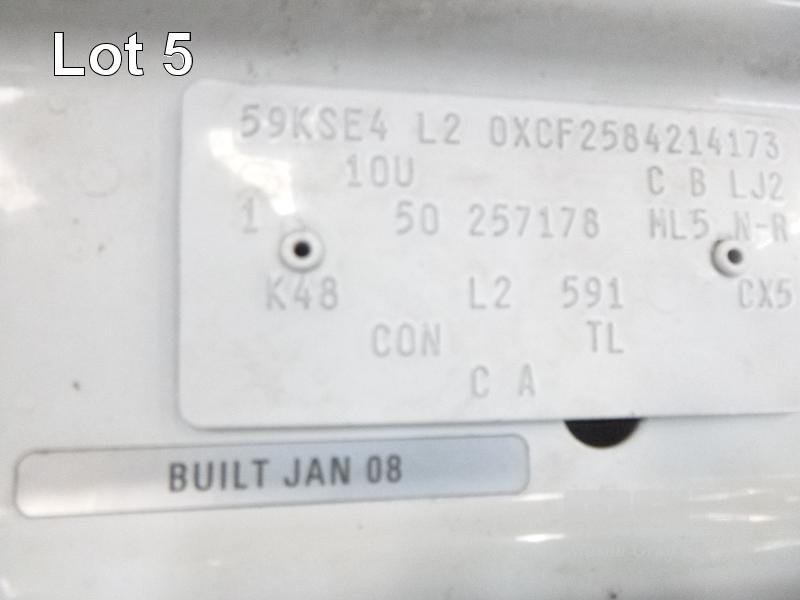 Lot 5
59KSE4 L2 0XCF2584214173
10U C B LJ2
1 50 257178 ML5 N-R
K48 L2 591 CX5
CON TL
C A
BUILT JAN 08